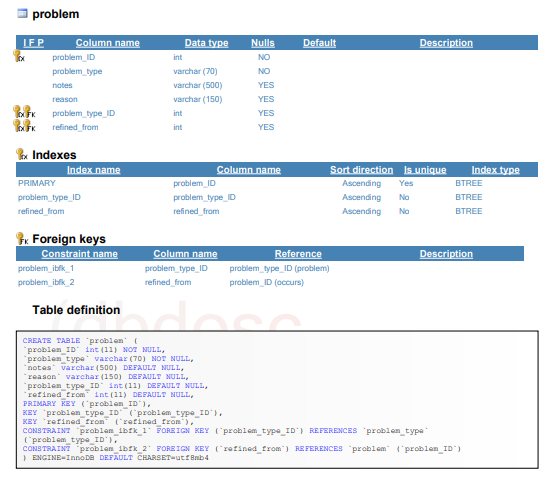 problem
I F P Column name Data type Nulls Default Description
problem_ID int NO
problem_type varchar (70) NO
notes varchar (500) YES
reason varchar (150) YES
problem_type_ID int YES
refined_from int YES
Indexes
Index name Column name Sort direction Is unique Index type
PRIMARY problem_ID Ascending Yes BTREE
problem_type_ID problem_type_ID Ascending No BTREE
refined_from refined_from Ascending No BTREE
Foreign keys
Constraint name Column name Reference Description
problem_ibfk_1 problem_type_ID problem_type_ID (problem)
problem_ibfk_2 refined_from problem_ID (occurs)
Table definition
CREATE TABLE `problem` (
`problem_ID` int(11) NOT NULL,
`problem_type` varchar(70) NOT NULL,
`notes` varchar(500) DEFAULT NULL,
`reason` varchar(150) DEFAULT NULL,
`problem_type_ID` int(11) DEFAULT NULL,
`refined_from` int(11) DEFAULT NULL,
PRIMARY KEY (`problem_ID`),
KEY `problem_type_ID` (`problem_type_ID`),
KEY `refined_from` (`refined_from`),
CONSTRAINT `problem_ibfk_1` FOREIGN KEY (`problem_type_ID`) REFERENCES `problem_type`
(`problem_type_ID`),
CONSTRAINT `problem_ibfk_2` FOREIGN KEY (`refined_from`) REFERENCES `problem` (`problem_ID`)
) ENGINE=InnoDB DEFAULT CHARSET=utf8mb4